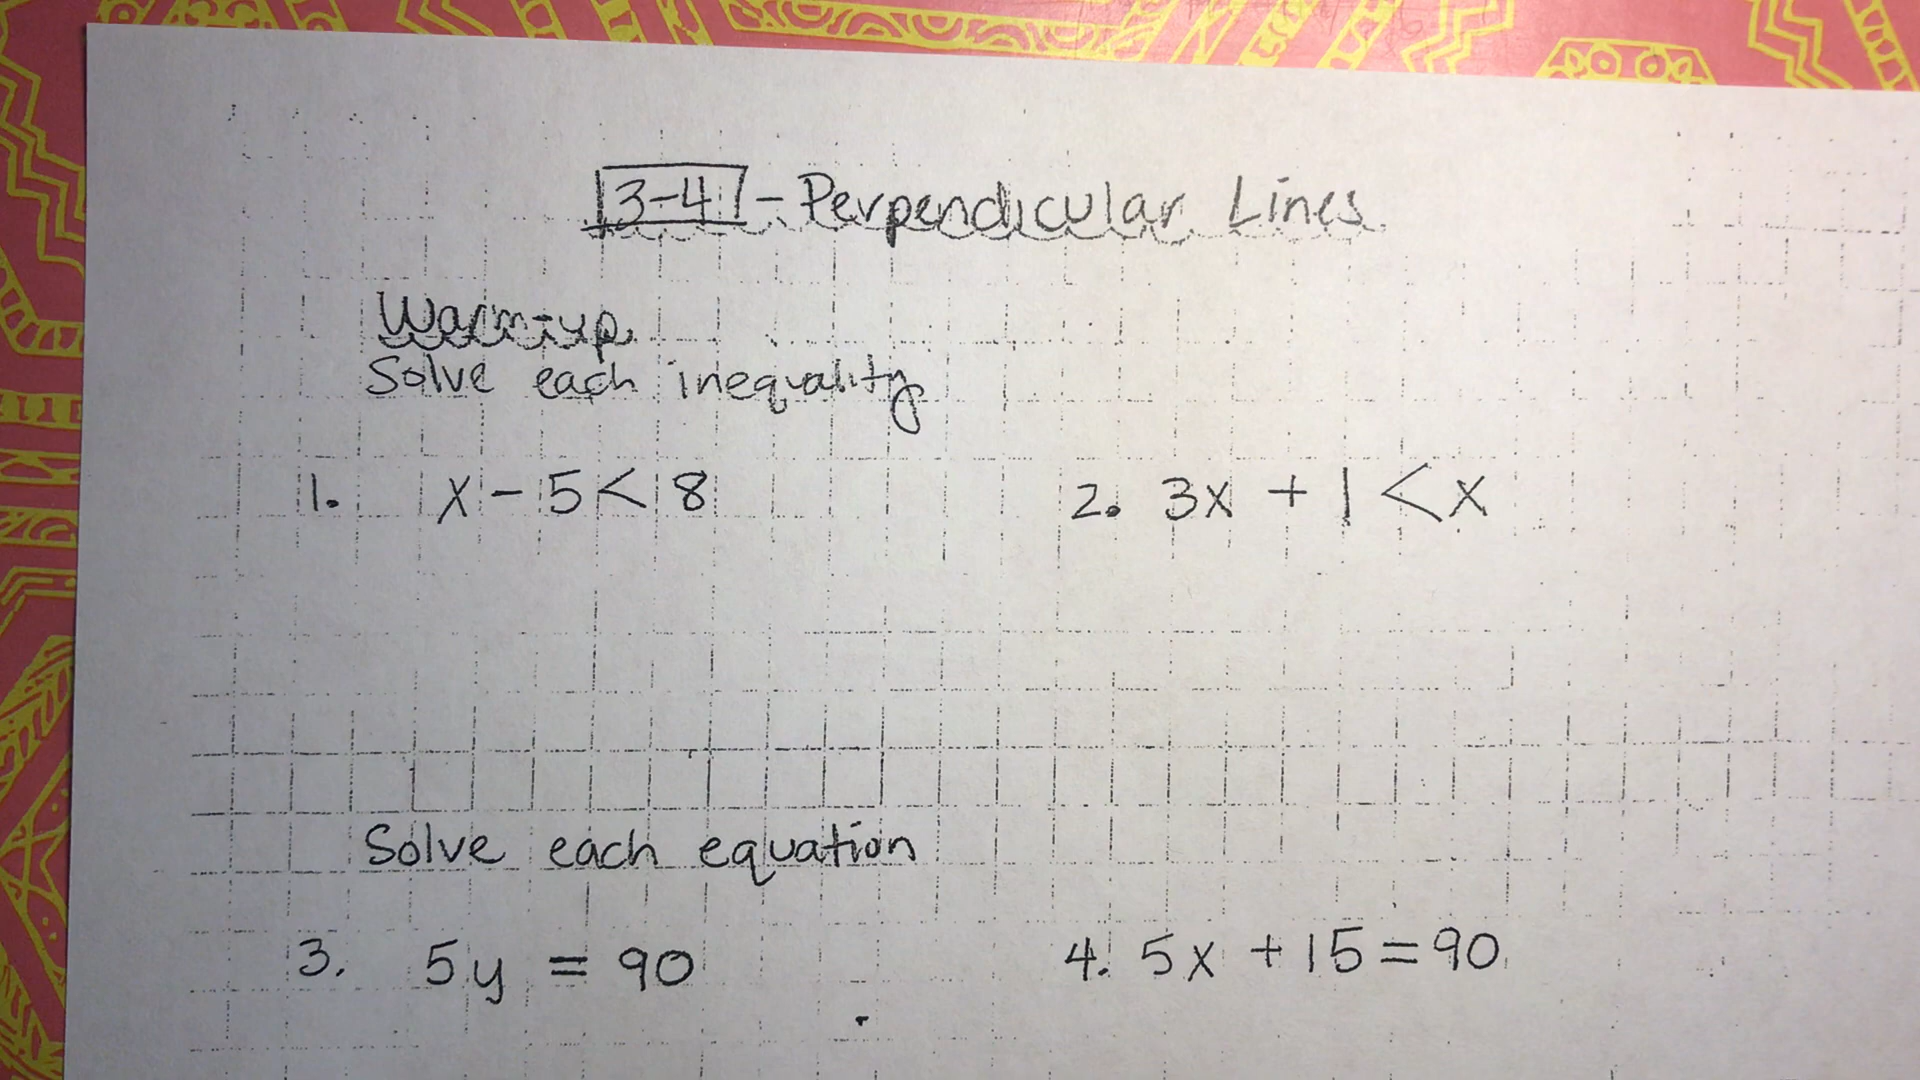 3-4 - Perpendicular Lines
Warm-up
Solve each inequality
1. x - 5 < 8
2. 3x + 1 < x
Solve each equation
3. 5y = 90
4. 5x + 15 = 90